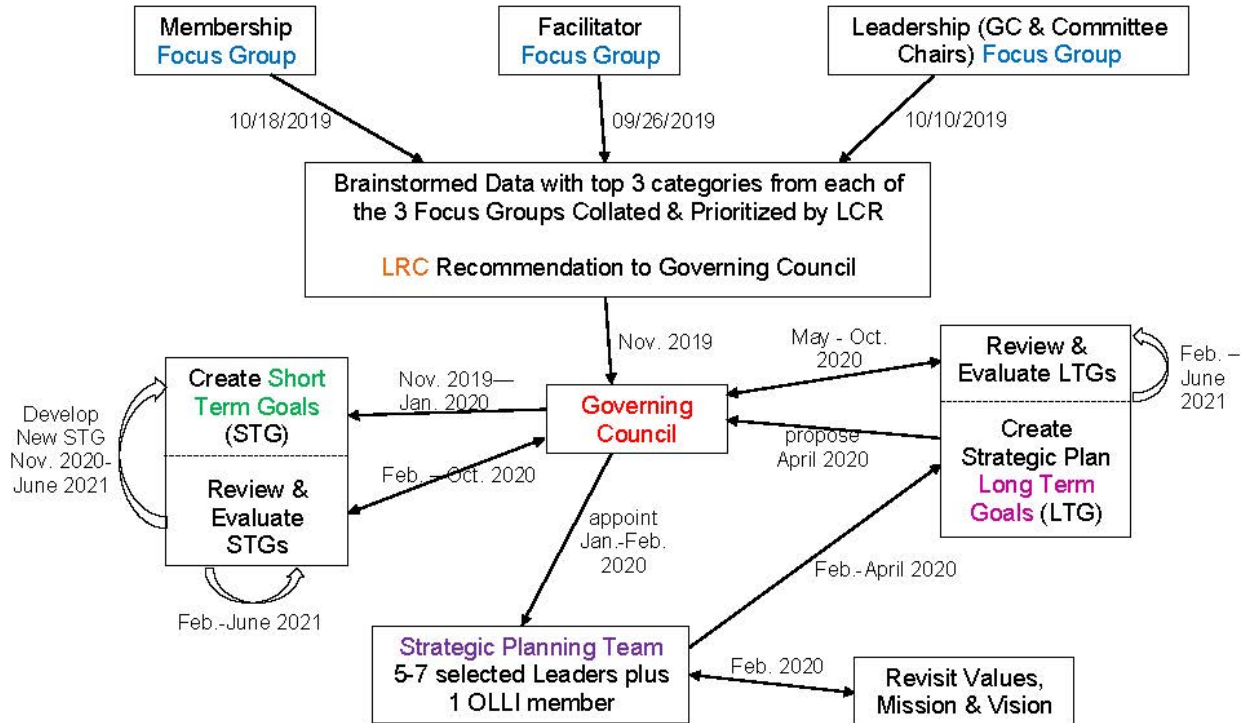 Membership
Focus Group
Facilitator
Focus Group
Leadership (GC & Committee
Chairs) Focus Group
10/18/2019
09/26/2019
10/10/2019
Brainstormed Data with top 3 categories from each of
the 3 Focus Groups Collated & Prioritized by LCR
LRC Recommendation to Governing Council
Nov. 2019
May - Oct.
2020
Review &
Evaluate LTGs
Feb. –
June
2021
Create Short
Term Goals
(STG)
Nov. 2019—
Jan. 2020
Governing
Council
propose
April 2020
Create
Strategic Plan
Long Term
Goals (LTG)
Develop
New STG
Nov. 2020-
June 2021
Review &
Evaluate
STGs
Feb. – Oct. 2020
appoint
Jan.-Feb.
2020
Feb.-April 2020
Feb.-June 2021
Strategic Planning Team
5-7 selected Leaders plus
1 OLLI member
Feb. 2020
Revisit Values,
Mission & Vision